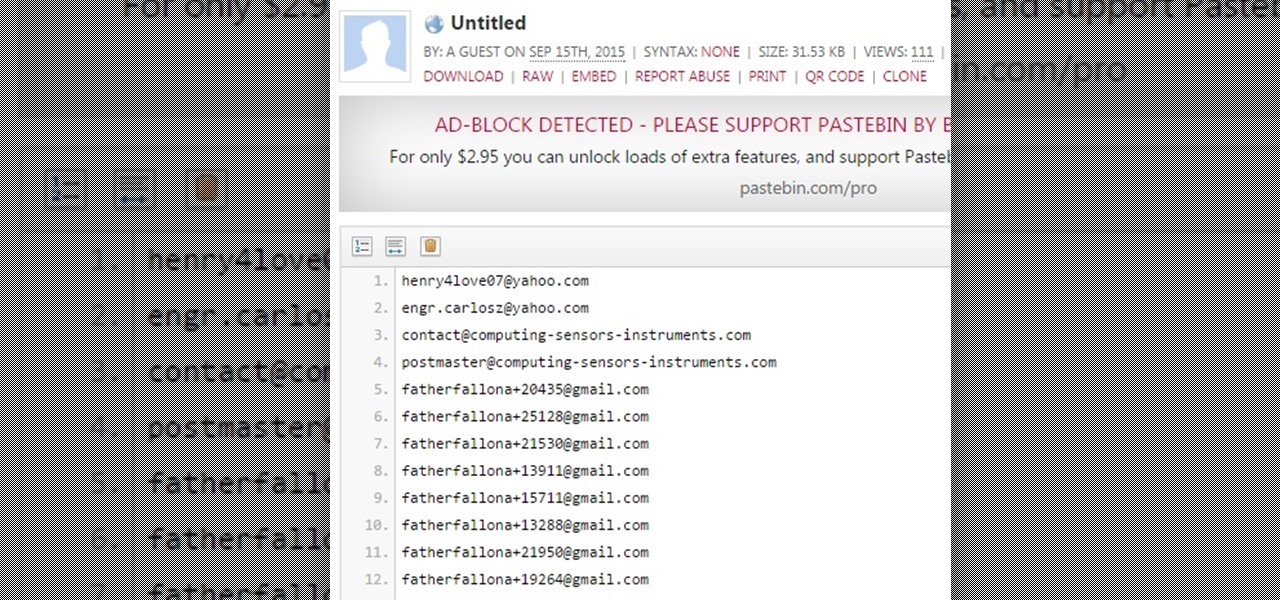 Untitled
BY: A GUEST ON SEP 15TH, 2015 | SYNTAX: NONE | SIZE: 31.53 KB | VIEWS: 111 |
DOWNLOAD | RAW | EMBED | REPORT ABUSE | PRINT | QR CODE | CLONE
AD-BLOCK DETECTED - PLEASE SUPPORT PASTEBIN BY
For only $2.95 you can unlock loads of extra features, and support
pastebin.com/pro
1. henry4love07@yahoo.com
2. engr.carlosz@yahoo.com
3. contact@computing-sensors-instruments.com
4. postmaster@computing-sensors-instruments.com
5. fatherfallona+20435@gmail.com
6. fatherfallona+25128@gmail.com
7. fatherfallona+21530@gmail.com
8. fatherfallona+13911@gmail.com
9. fatherfallona+15711@gmail.com
10. fatherfallona+13288@gmail.com
11. fatherfallona+21950@gmail.com
12. fatherfallona+19264@gmail.com